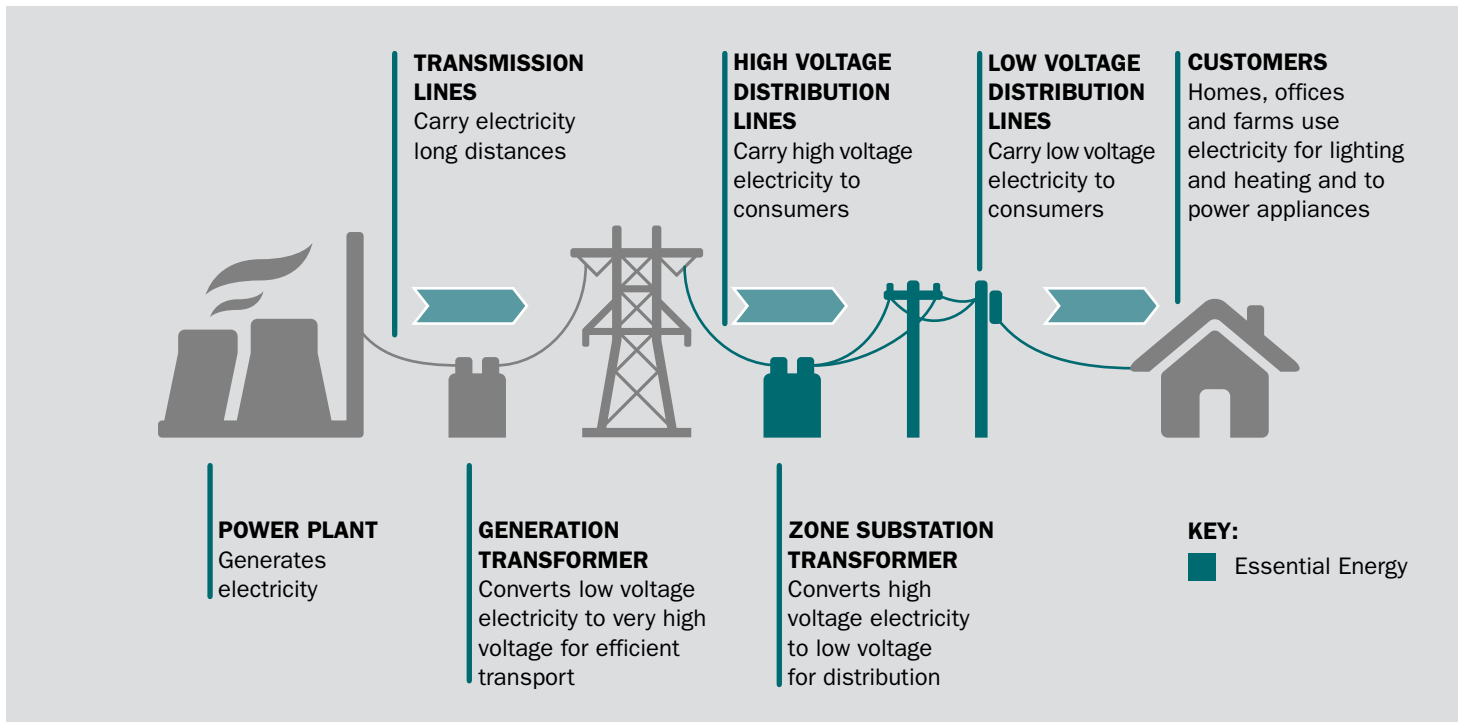 TRANSMISSION
LINES
Carry electricity
long distances
HIGH VOLTAGE
DISTRIBUTION
LINES
Carry high voltage
electricity to
consumers
LOW VOLTAGE
DISTRIBUTION
LINES
Carry low voltage
electricity to
consumers
CUSTOMERS
Homes, offices
and farms use
electricity for lighting
and heating and to
power appliances
POWER PLANT
Generates
electricity
GENERATION
TRANSFORMER
Converts low voltage
electricity to very high
voltage for efficient
transport
ZONE SUBSTATION
TRANSFORMER
Converts high
voltage electricity
to low voltage
for distribution
KEY:
Essential Energy